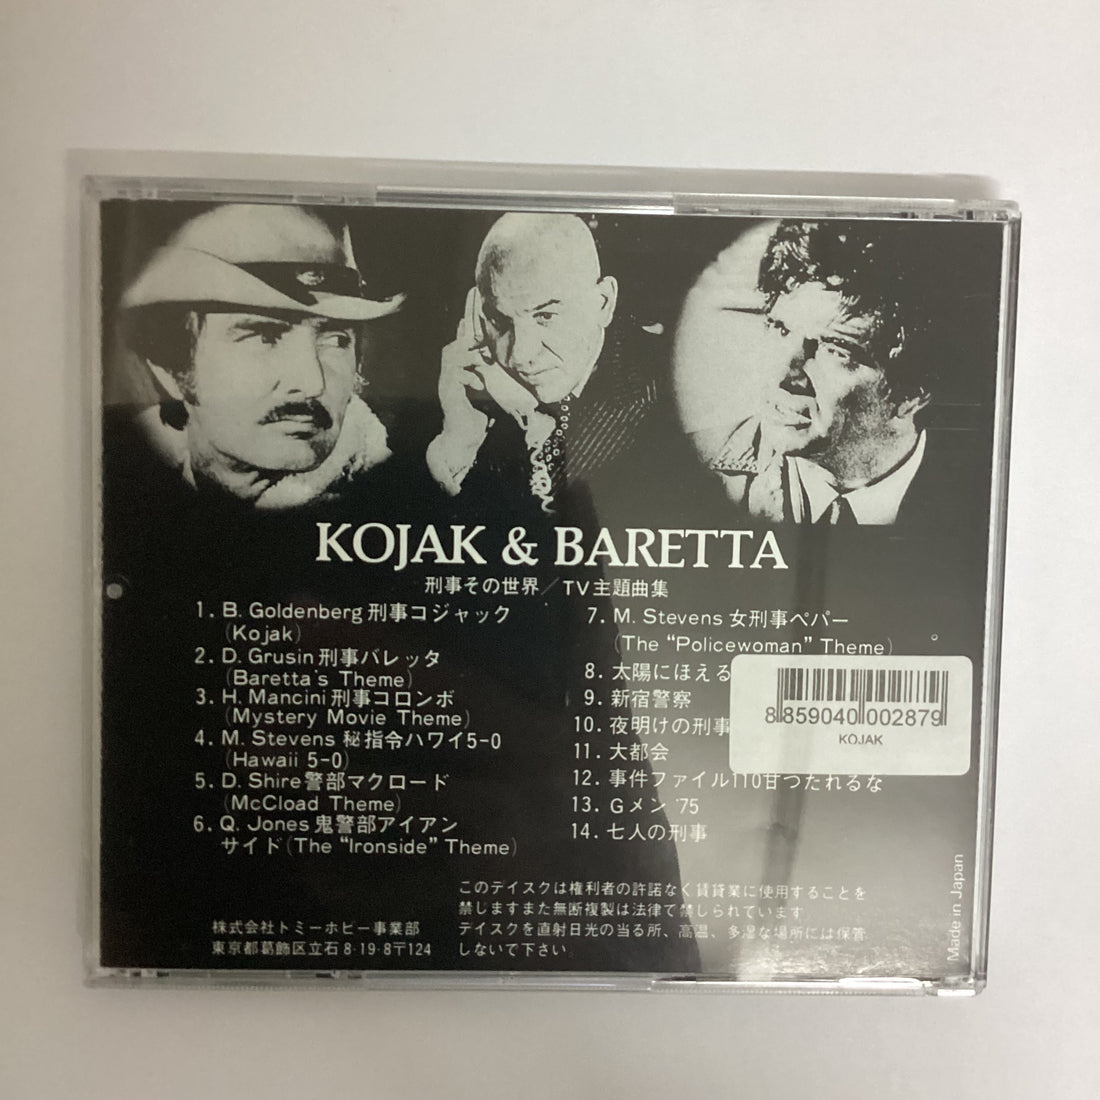 KOJAK & BARETTA
刑事その世界/TV主題曲集
1. B. Goldenberg 刑事コジャック
(Kojak)
2. D. Grusin 刑事バレッタ
(Baretta's Theme)
3. H. Mancini 刑事コロンボ
(Mystery Movie Theme)
4. M. Stevens 秘指令ハワイ5-0
(Hawaii 5-0)
5. D. Shire 警部マクロード
(McCload Theme)
6. Q. Jones 鬼警部アイアン
サイド(The “Ironside” Theme)
7. M. Stevens 女刑事ペパー
(The “Policewoman” Theme)
8. 太陽にほえる
9. 新宿警察
10. 夜明けの刑事
11. 大都会
12. 事件ファイル110甘ったれるな
13. Gメン '75
14. 七人の刑事
8 859040 002879
KOJAK
株式会社トミーホビー事業部
東京都葛飾区立石8-19-8〒124
このデイスクは権利者の許諾なく賃貸業に使用することを
禁じますまた無断複製は法律で禁じられています
デイスクを直射日光の当る所、高温、多湿な場所には保管
しないで下さい。
Made in Japan